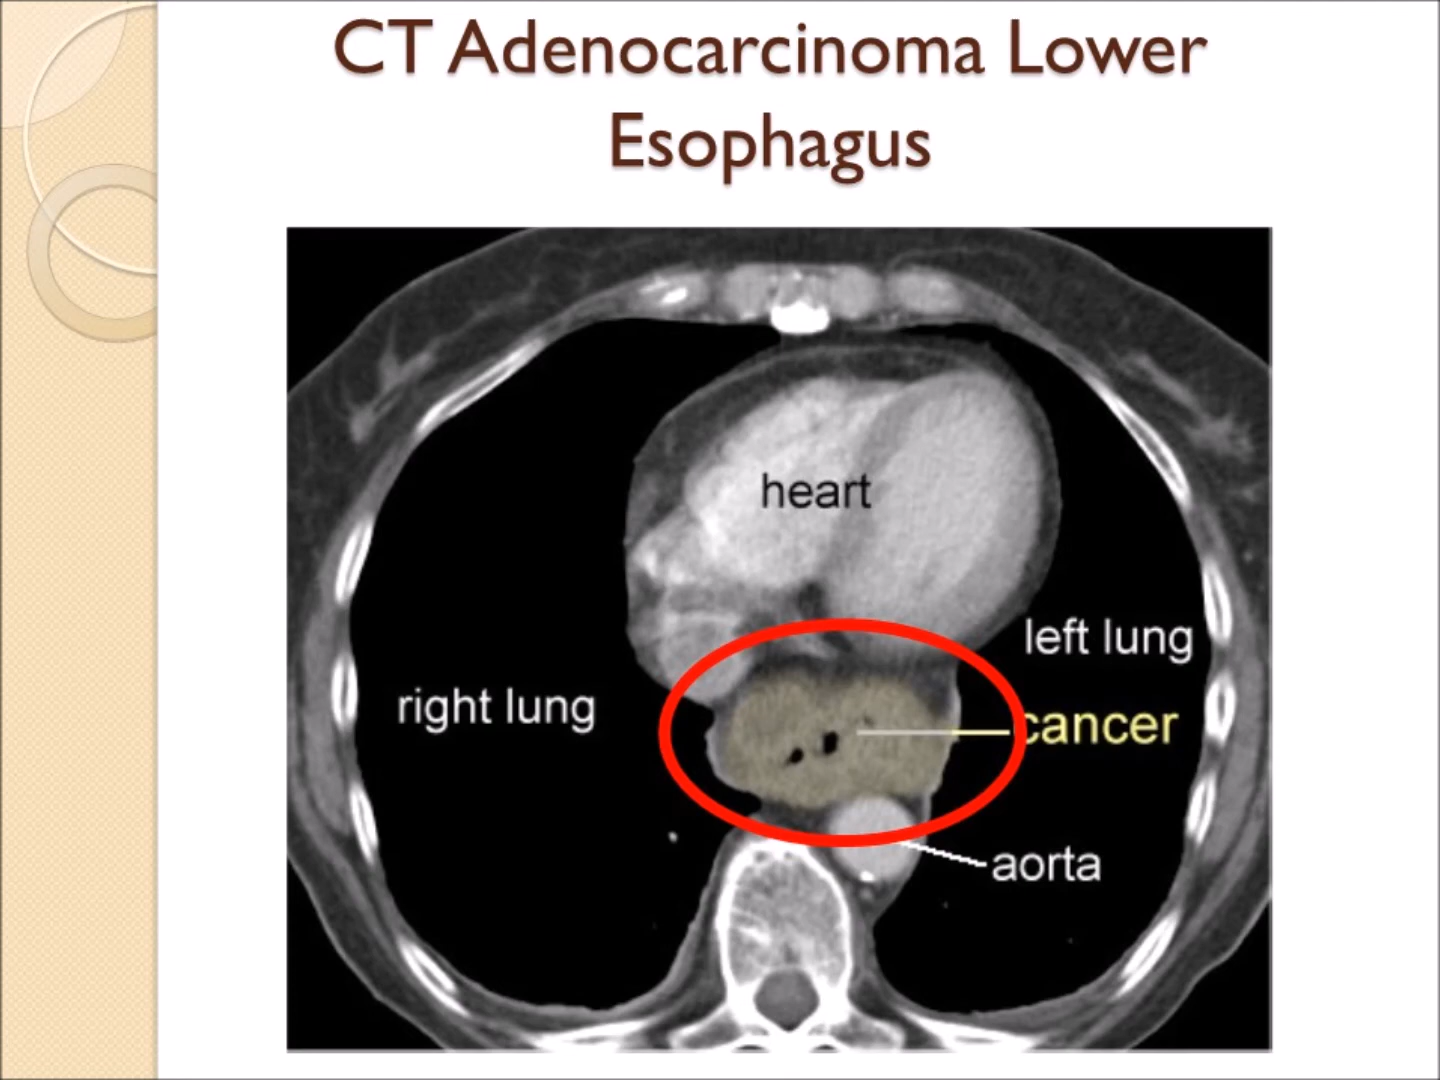 CT Adenocarcinoma Lower
Esophagus
heart
left lung
right lung
cancer
aorta